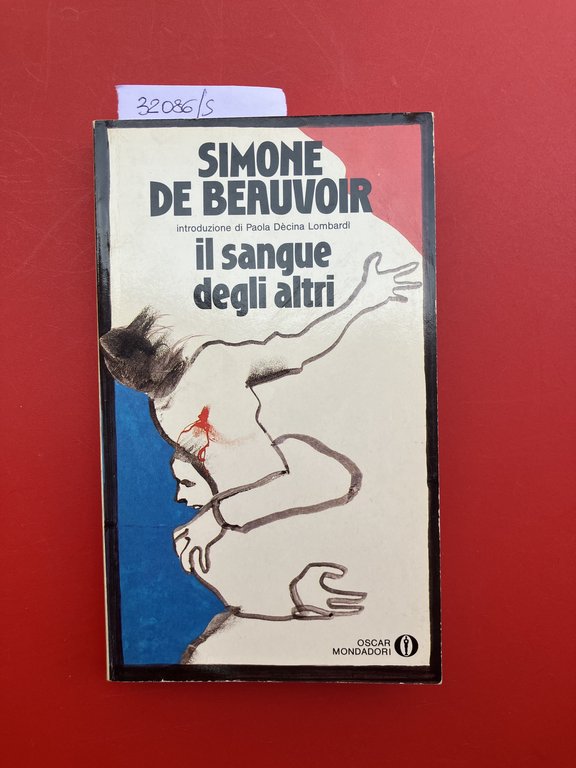 32086/S
SIMONE
DE BEAUVOIR
introduzione di Paola Dècina Lombardi
il sangue
degli altri
OSCAR
MONDADORI